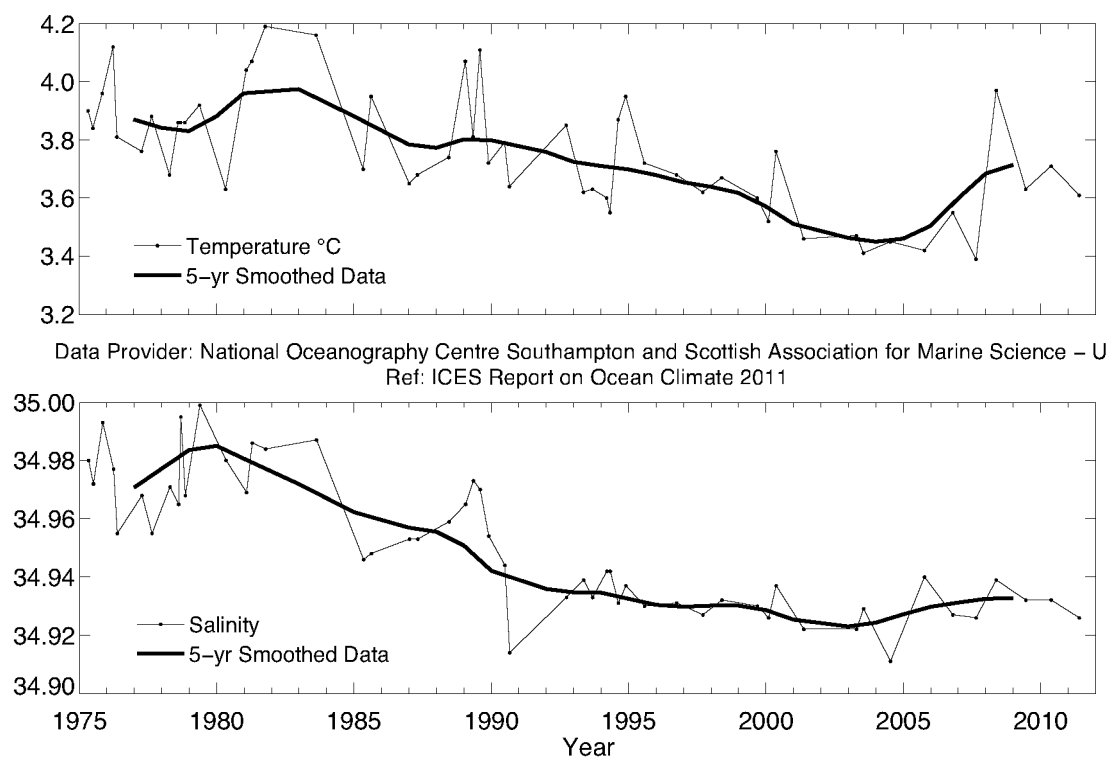 4.2
4.0
3.8
3.6
3.4
3.2
Temperature °C
5−yr Smoothed Data
Data Provider: National Oceanography Centre Southampton and Scottish Association for Marine Science − U
Ref: ICES Report on Ocean Climate 2011
35.00
34.98
34.96
34.94
34.92
34.90
Salinity
5−yr Smoothed Data
1975 1980 1985 1990 1995 2000 2005 2010
Year